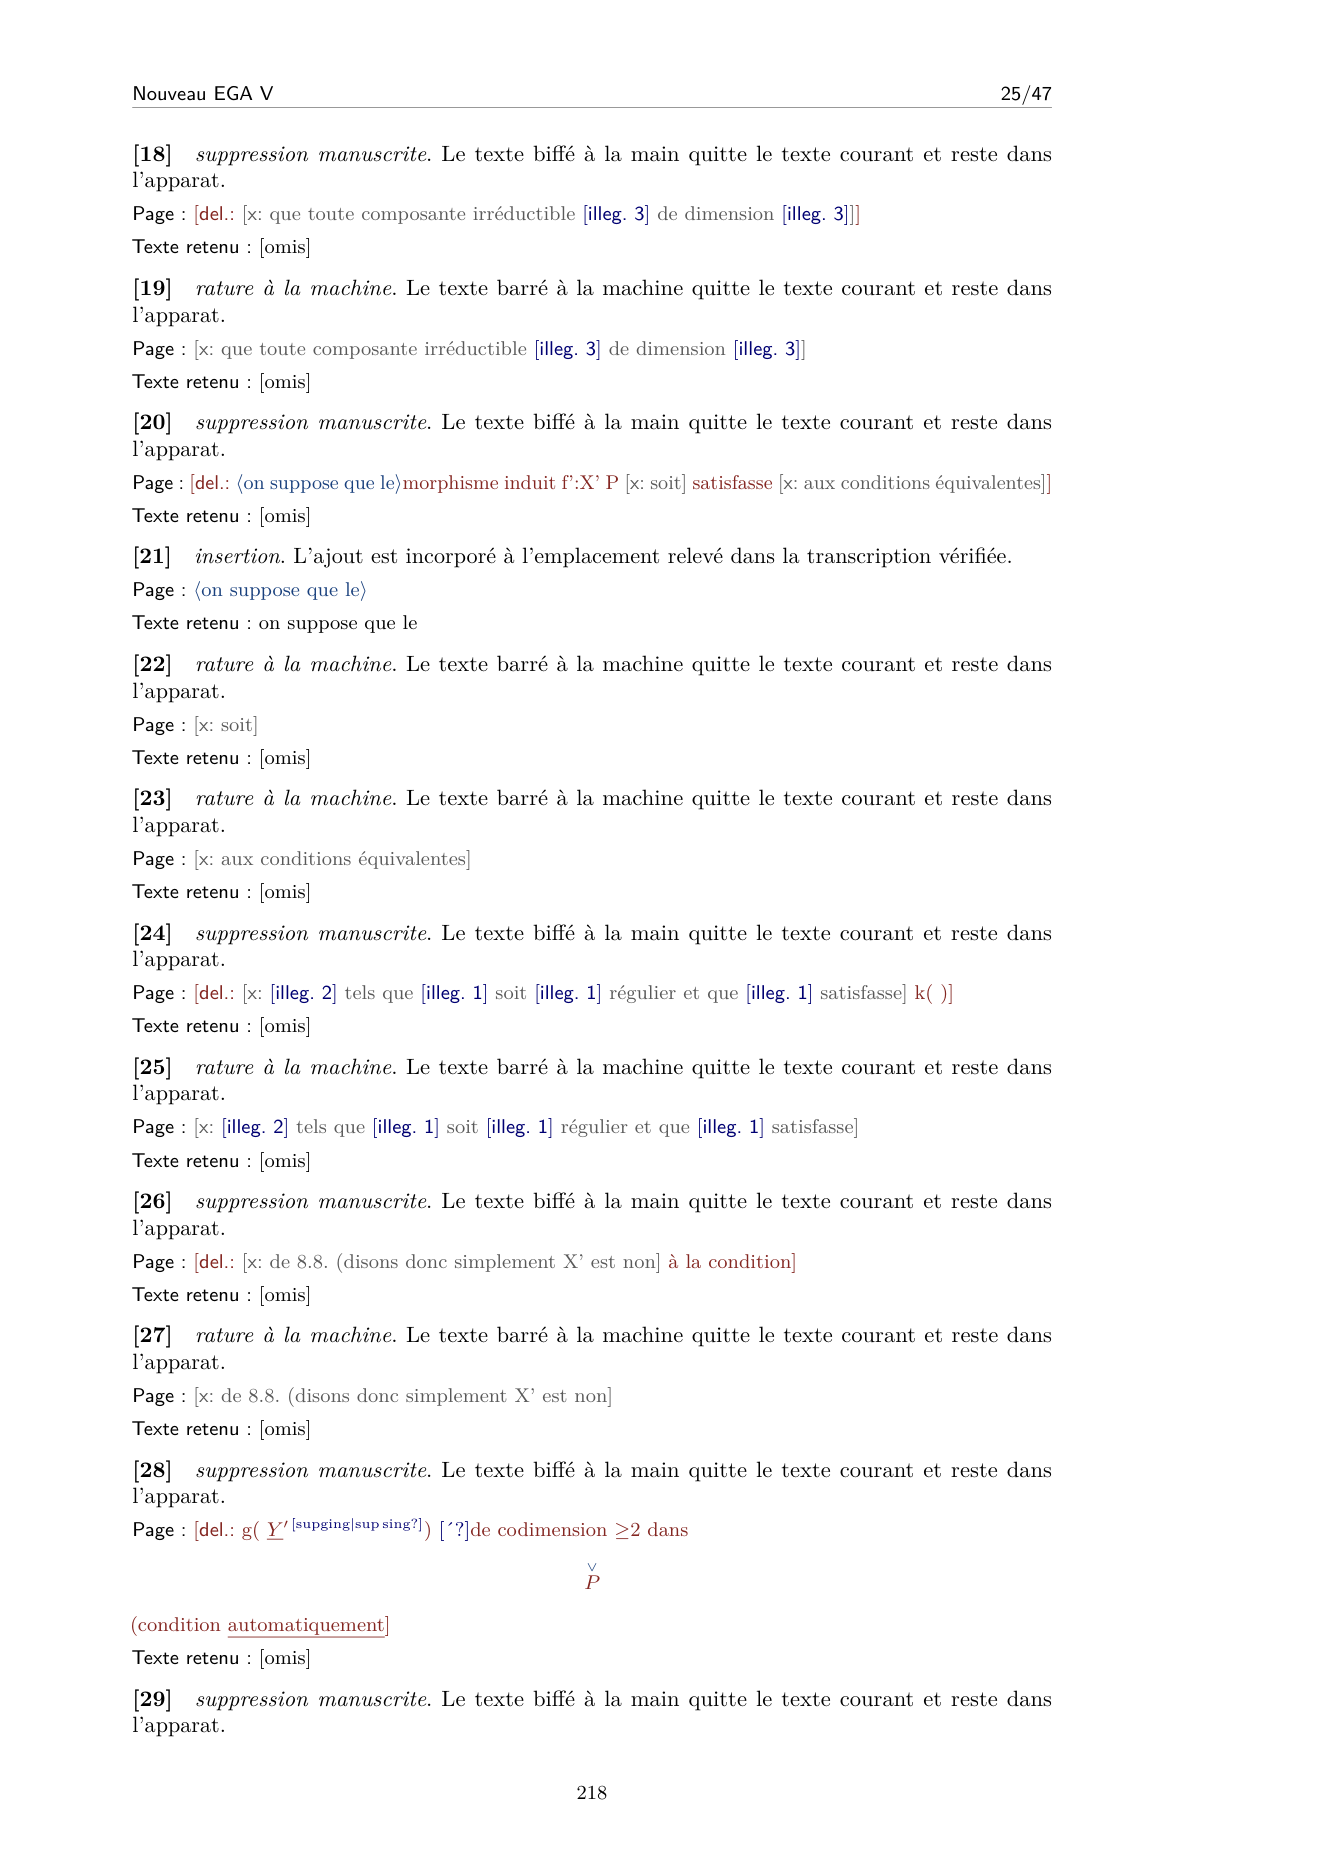 Nouveau EGA V 25/47
[18] suppression manuscrite. Le texte biffé à la main quitte le texte courant et reste dans
l'apparat.
Page : [del.: [x: que toute composante irréductible [illeg. 3] de dimension [illeg. 3]]]
Texte retenu : [omis]
[19] rature à la machine. Le texte barré à la machine quitte le texte courant et reste dans
l'apparat.
Page : [x: que toute composante irréductible [illeg. 3] de dimension [illeg. 3]]
Texte retenu : [omis]
[20] suppression manuscrite. Le texte biffé à la main quitte le texte courant et reste dans
l'apparat.
Page : [del.: ⟨on suppose que le⟩morphisme induit f':X' P [x: soit] satisfasse [x: aux conditions équivalentes]]
Texte retenu : [omis]
[21] insertion. L'ajout est incorporé à l'emplacement relevé dans la transcription vérifiée.
Page : ⟨on suppose que le⟩
Texte retenu : on suppose que le
[22] rature à la machine. Le texte barré à la machine quitte le texte courant et reste dans
l'apparat.
Page : [x: soit]
Texte retenu : [omis]
[23] rature à la machine. Le texte barré à la machine quitte le texte courant et reste dans
l'apparat.
Page : [x: aux conditions équivalentes]
Texte retenu : [omis]
[24] suppression manuscrite. Le texte biffé à la main quitte le texte courant et reste dans
l'apparat.
Page : [del.: [x: [illeg. 2] tels que [illeg. 1] soit [illeg. 1] régulier et que [illeg. 1] satisfasse] k( )]
Texte retenu : [omis]
[25] rature à la machine. Le texte barré à la machine quitte le texte courant et reste dans
l'apparat.
Page : [x: [illeg. 2] tels que [illeg. 1] soit [illeg. 1] régulier et que [illeg. 1] satisfasse]
Texte retenu : [omis]
[26] suppression manuscrite. Le texte biffé à la main quitte le texte courant et reste dans
l'apparat.
Page : [del.: [x: de 8.8. (disons donc simplement X' est non] à la condition]
Texte retenu : [omis]
[27] rature à la machine. Le texte barré à la machine quitte le texte courant et reste dans
l'apparat.
Page : [x: de 8.8. (disons donc simplement X' est non]
Texte retenu : [omis]
[28] suppression manuscrite. Le texte biffé à la main quitte le texte courant et reste dans
l'apparat.
Page : [del.: g( Y′[supging|sup sing?]) [´?]de codimension ≥2 dans
∨
P
(condition automatiquement]
Texte retenu : [omis]
[29] suppression manuscrite. Le texte biffé à la main quitte le texte courant et reste dans
l'apparat.
218